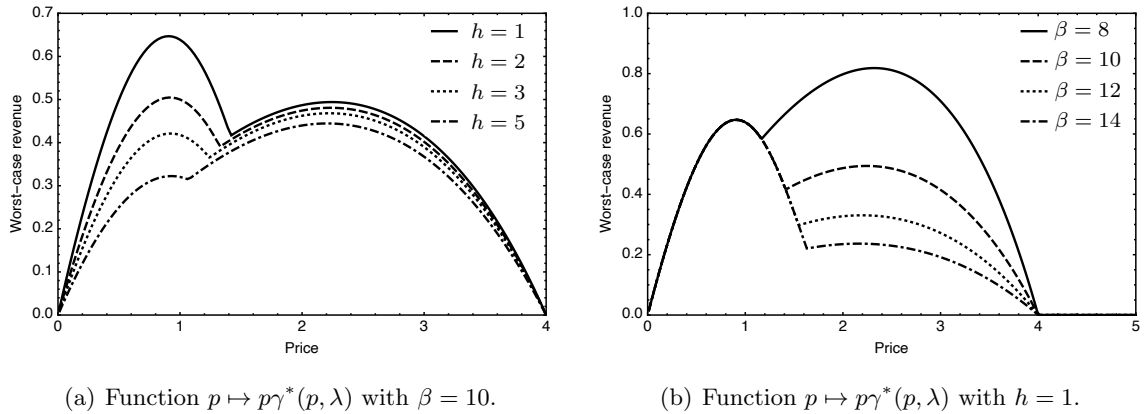 0.7
0.6
0.5
0.4
0.3
0.2
0.1
0.0
Worst-case revenue
h = 1
h = 2
h = 3
h = 5
0 1 2 3 4
Price
(a) Function p ↦ pγ*(p, λ) with β = 10.
1.0
0.8
0.6
0.4
0.2
0.0
Worst-case revenue
β = 8
β = 10
β = 12
β = 14
0 1 2 3 4 5
Price
(b) Function p ↦ pγ*(p, λ) with h = 1.